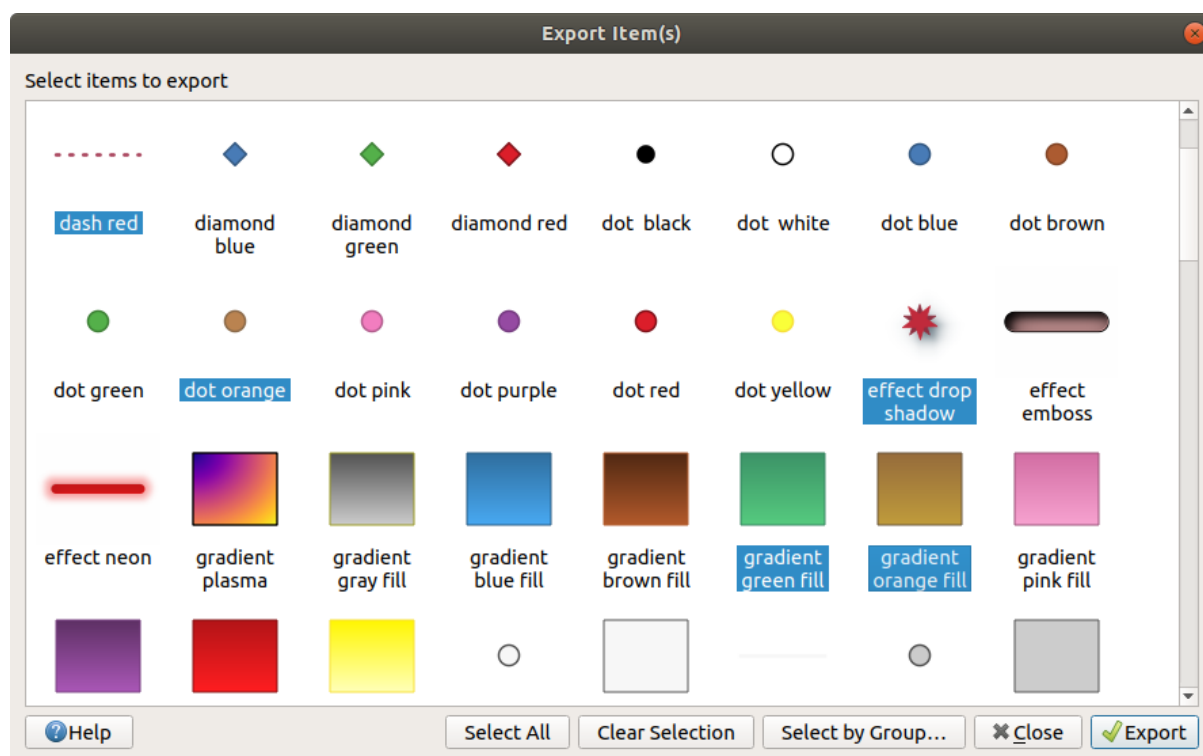 Export Item(s)
Select items to export
dash red
diamond blue
diamond green
diamond red
dot  black
dot  white
dot blue
dot brown
dot green
dot orange
dot pink
dot purple
dot red
dot yellow
effect drop shadow
effect emboss
effect neon
gradient plasma
gradient gray fill
gradient blue fill
gradient brown fill
gradient green fill
gradient orange fill
gradient pink fill
Help
Select All
Clear Selection
Select by Group...
Close
Export